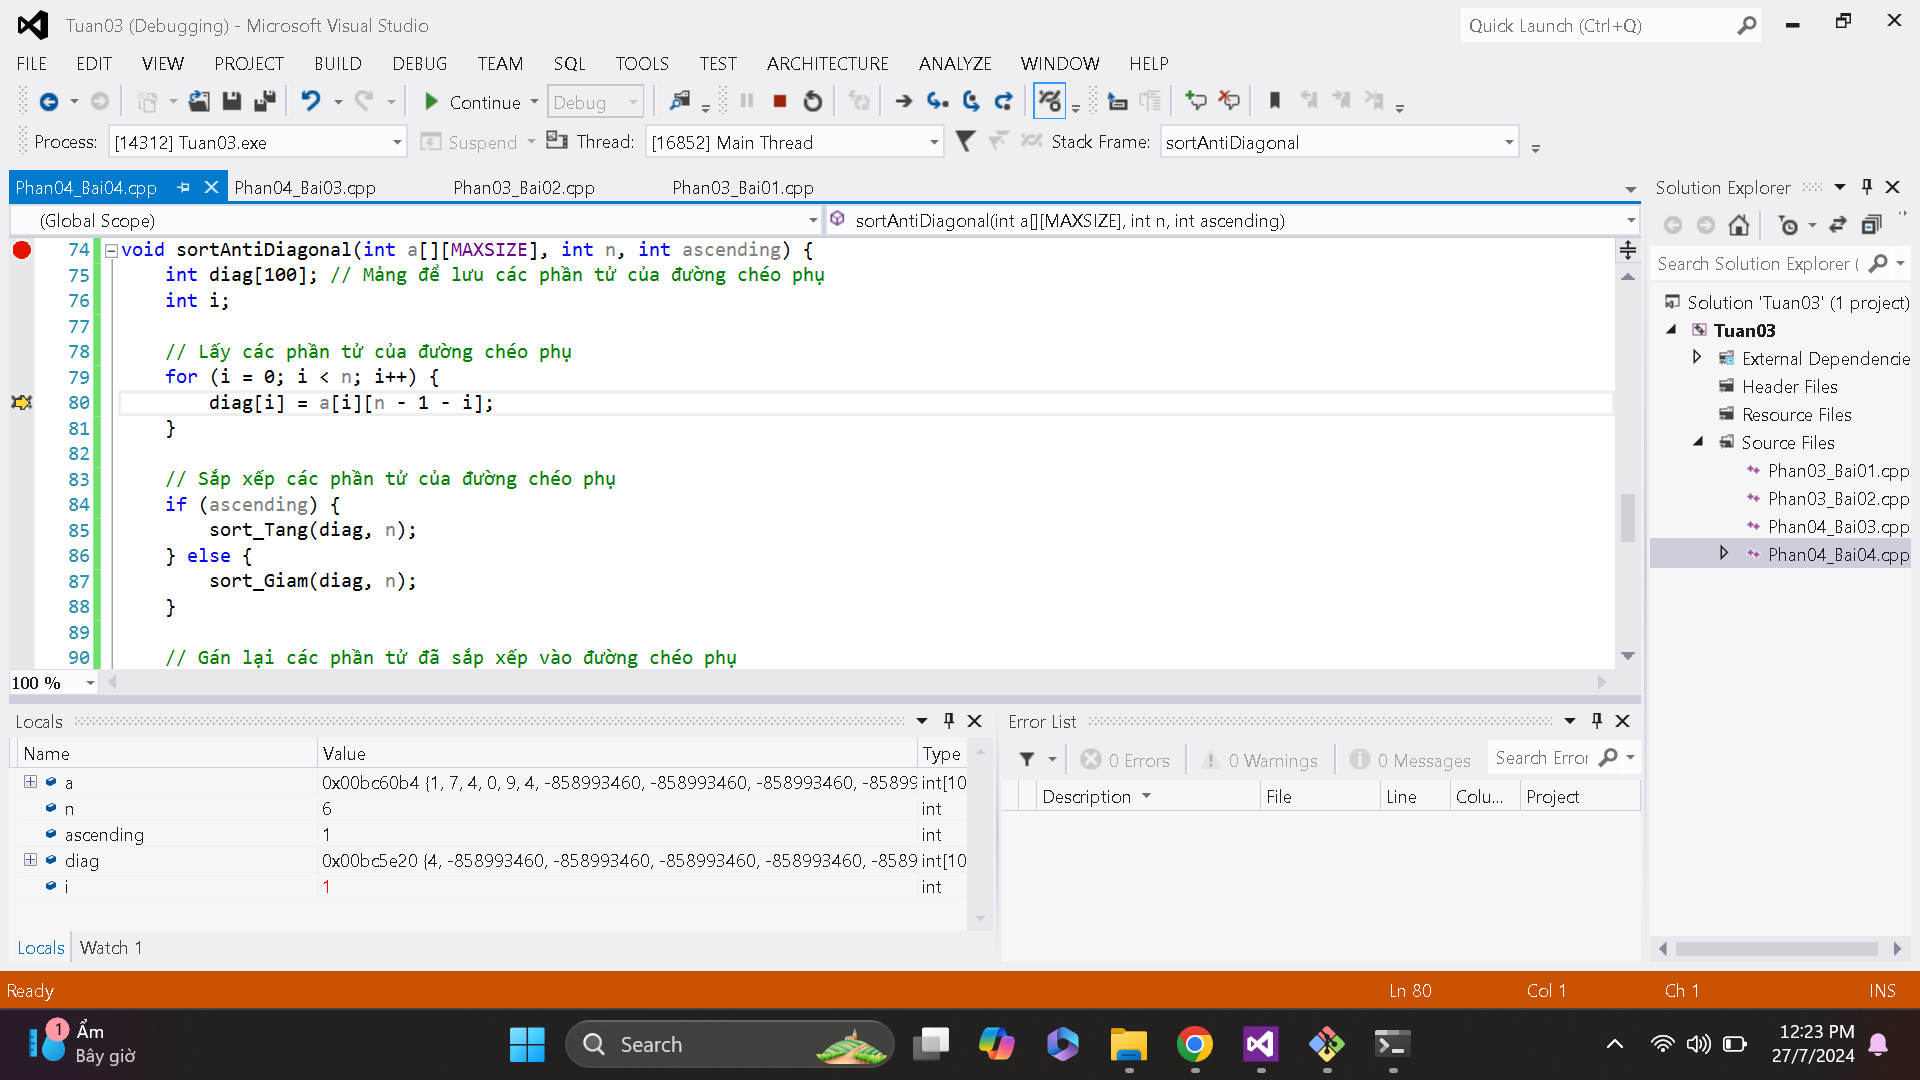 Tuan03 (Debugging) - Microsoft Visual Studio
Quick Launch (Ctrl+Q)
FILE EDIT VIEW PROJECT BUILD DEBUG TEAM SQL TOOLS TEST ARCHITECTURE ANALYZE WINDOW HELP
Continue Debug
Process: [14312] Tuan03.exe Suspend Thread: [16852] Main Thread Stack Frame: sortAntiDiagonal
Phan04_Bai04.cpp Phan04_Bai03.cpp Phan03_Bai02.cpp Phan03_Bai01.cpp
(Global Scope) sortAntiDiagonal(int a[][MAXSIZE], int n, int ascending)
74 void sortAntiDiagonal(int a[][MAXSIZE], int n, int ascending) {
75 int diag[100]; // Mảng để lưu các phần tử của đường chéo phụ
76 int i;
77
78 // Lấy các phần tử của đường chéo phụ
79 for (i = 0; i < n; i++) {
80 diag[i] = a[i][n - 1 - i];
81 }
82
83 // Sắp xếp các phần tử của đường chéo phụ
84 if (ascending) {
85 sort_Tang(diag, n);
86 } else {
87 sort_Giam(diag, n);
88 }
89
90 // Gán lại các phần tử đã sắp xếp vào đường chéo phụ
100 %
Solution Explorer
Search Solution Explorer (
Solution 'Tuan03' (1 project)
Tuan03
External Dependencie
Header Files
Resource Files
Source Files
Phan03_Bai01.cpp
Phan03_Bai02.cpp
Phan04_Bai03.cpp
Phan04_Bai04.cpp
Locals
Name Value Type
a 0x00bc60b4 {1, 7, 4, 0, 9, 4, -858993460, -858993460, -858993460, -85899 int[10
n 6 int
ascending 1 int
diag 0x00bc5e20 {4, -858993460, -858993460, -858993460, -858993460, -8589 int[10
i 1 int
Locals Watch 1
Error List
0 Errors 0 Warnings 0 Messages Search Error
Description File Line Colu... Project
Ready Ln 80 Col 1 Ch 1 INS
1 Ẩm
Bây giờ
Search
12:23 PM
27/7/2024